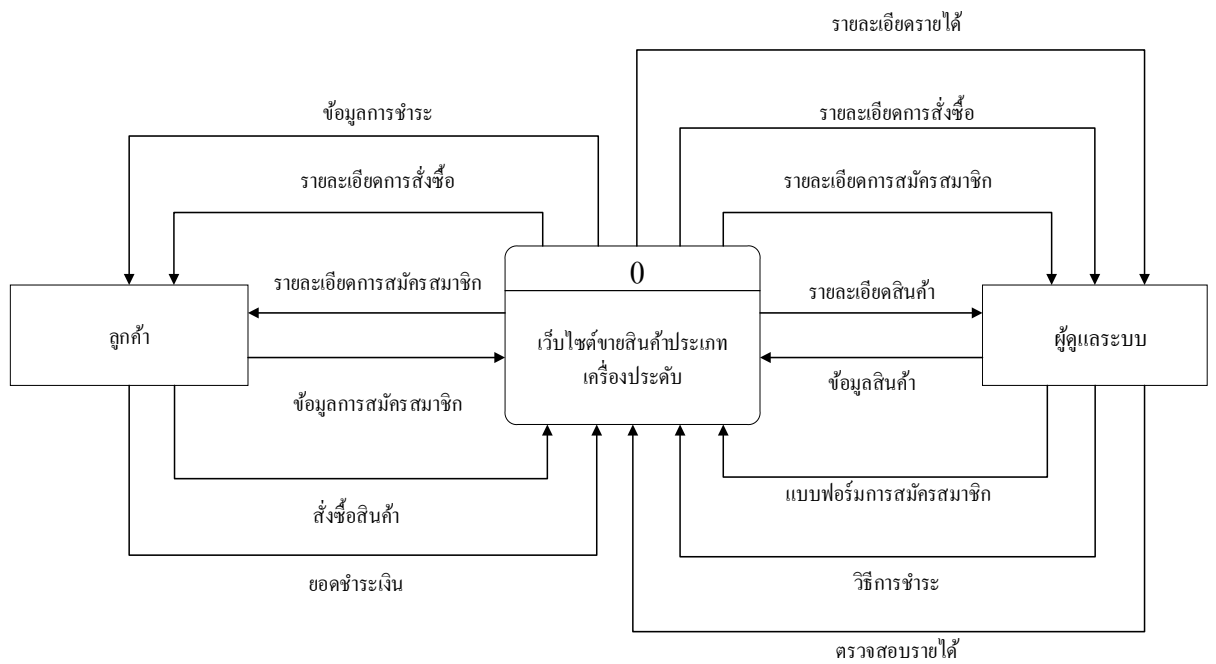 รายละเอียดรายได้
ข้อมูลการชำระ
รายละเอียดการสั่งซื้อ
รายละเอียดการสั่งซื้อ
รายละเอียดการสมัครสมาชิก
0
รายละเอียดการสมัครสมาชิก
รายละเอียดสินค้า
ลูกค้า
เว็บไซต์ขายสินค้าประเภท
เครื่องประดับ
ผู้ดูแลระบบ
ข้อมูลการสมัครสมาชิก
ข้อมูลสินค้า
แบบฟอร์มการสมัครสมาชิก
สั่งซื้อสินค้า
ยอดชำระเงิน
วิธีการชำระ
ตรวจสอบรายได้